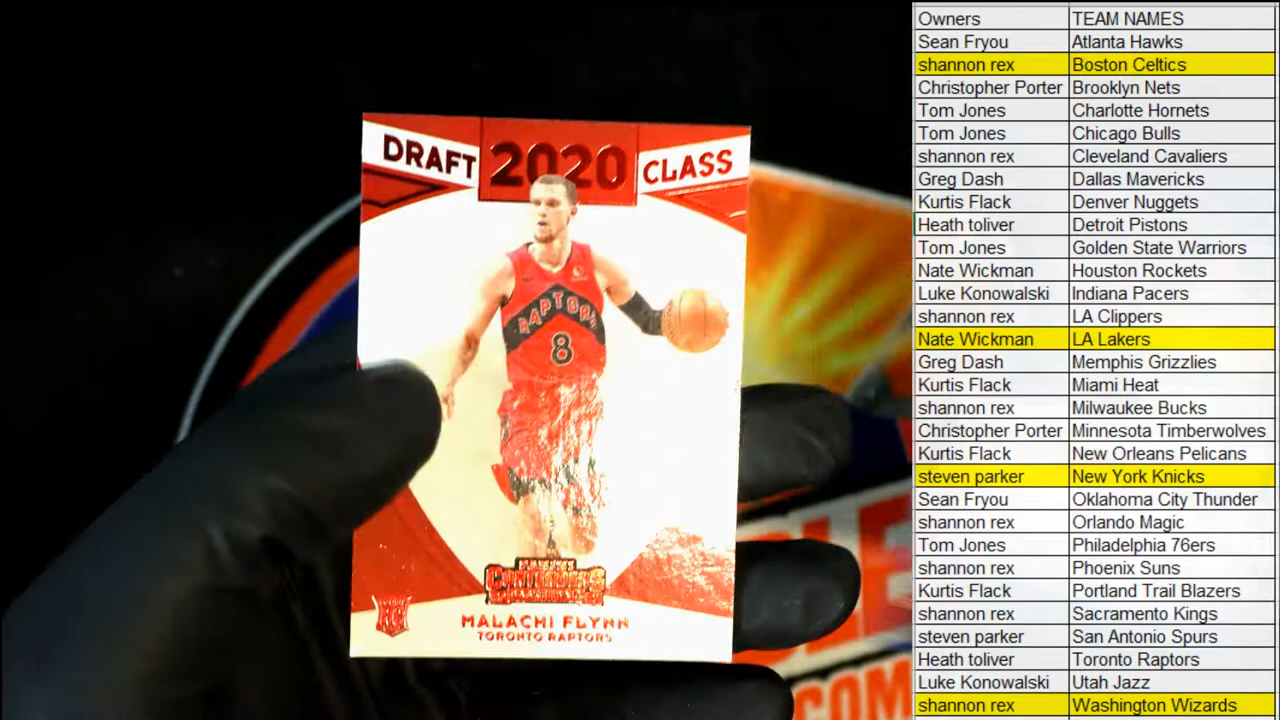 DRAFT 2020 CLASS
RAPTORS
8
CONTENDERS
RC
MALACHI FLYNN
TORONTO RAPTORS
COM
Owners TEAM NAMES
Sean Fryou Atlanta Hawks
shannon rex Boston Celtics
Christopher Porter Brooklyn Nets
Tom Jones Charlotte Hornets
Tom Jones Chicago Bulls
shannon rex Cleveland Cavaliers
Greg Dash Dallas Mavericks
Kurtis Flack Denver Nuggets
Heath toliver Detroit Pistons
Tom Jones Golden State Warriors
Nate Wickman Houston Rockets
Luke Konowalski Indiana Pacers
shannon rex LA Clippers
Nate Wickman LA Lakers
Greg Dash Memphis Grizzlies
Kurtis Flack Miami Heat
shannon rex Milwaukee Bucks
Christopher Porter Minnesota Timberwolves
Kurtis Flack New Orleans Pelicans
steven parker New York Knicks
Sean Fryou Oklahoma City Thunder
shannon rex Orlando Magic
Tom Jones Philadelphia 76ers
shannon rex Phoenix Suns
Kurtis Flack Portland Trail Blazers
shannon rex Sacramento Kings
steven parker San Antonio Spurs
Heath toliver Toronto Raptors
Luke Konowalski Utah Jazz
shannon rex Washington Wizards